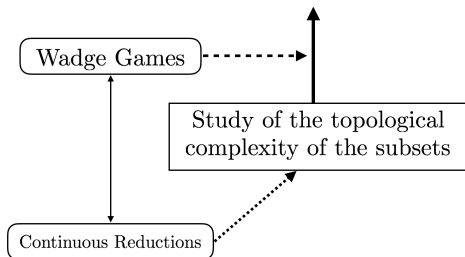 Wadge Games
Study of the topological
complexity of the subsets
Continuous Reductions